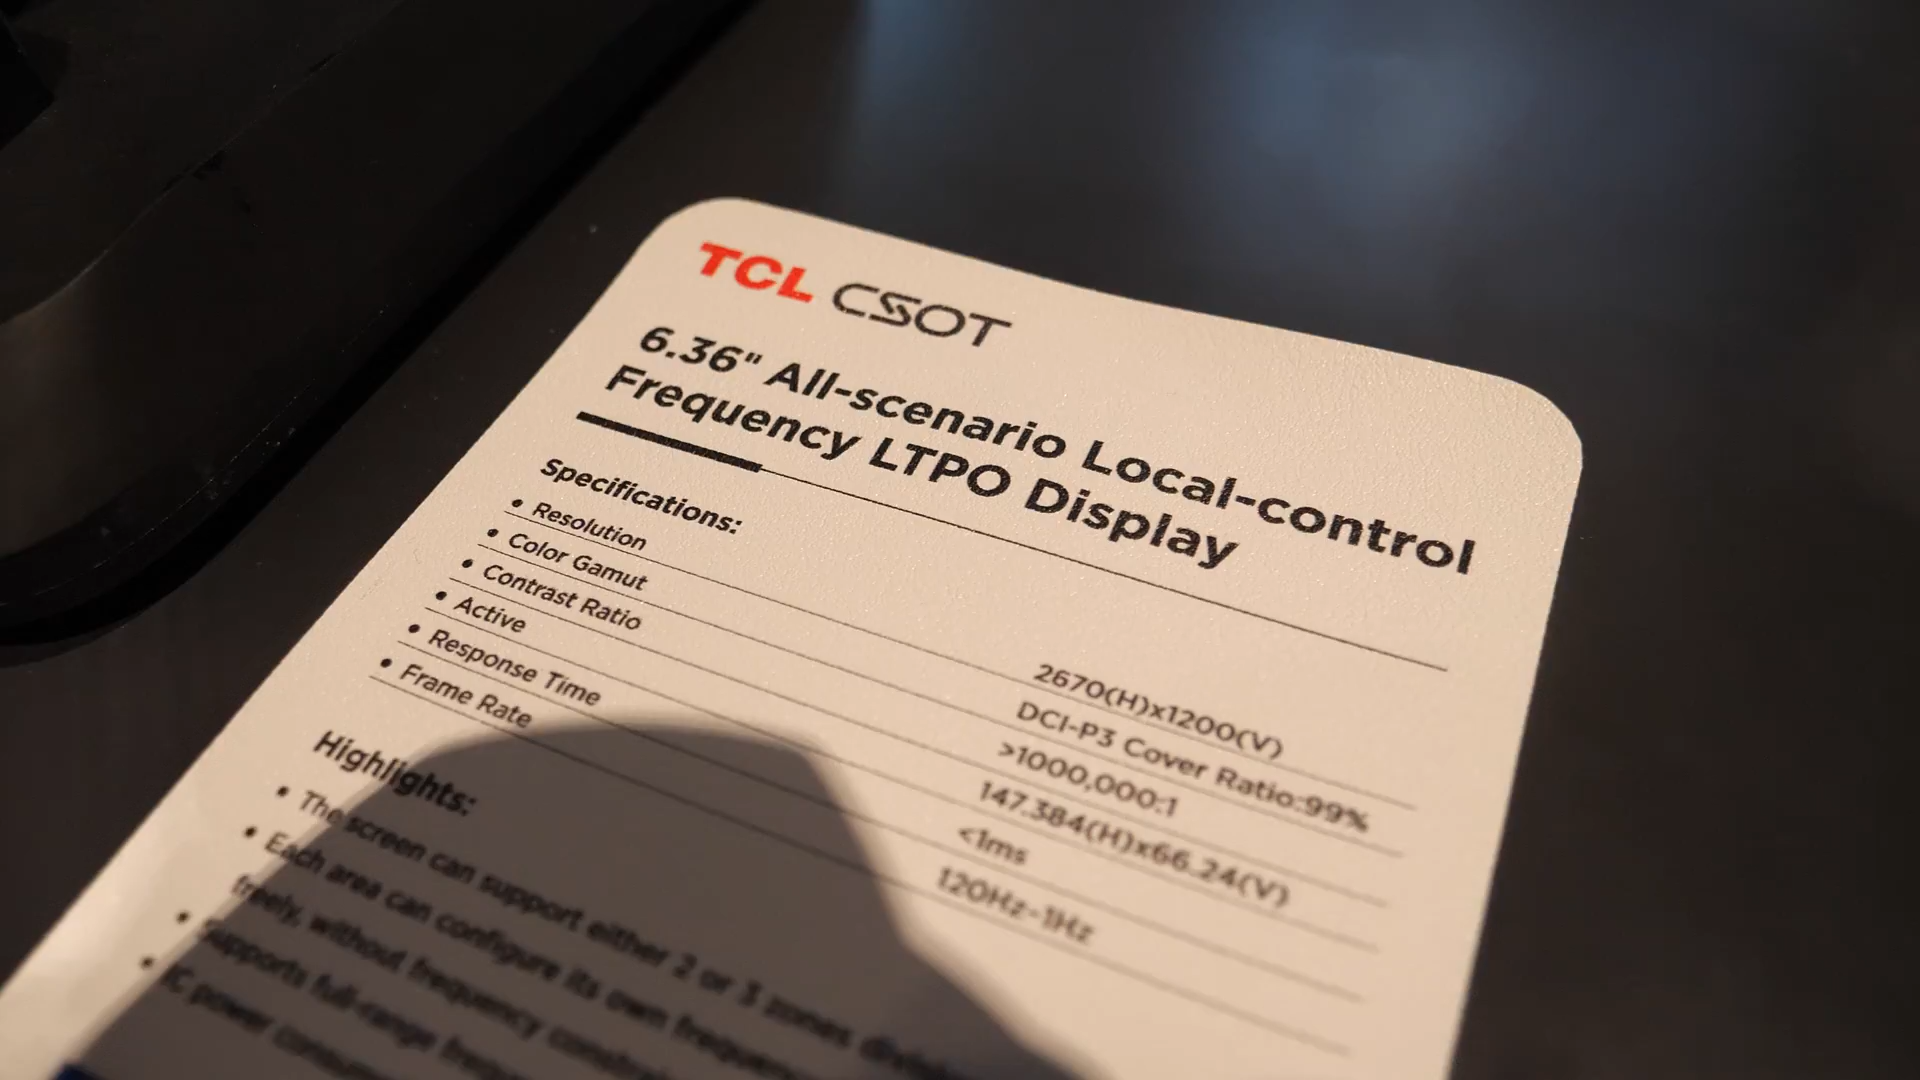 TCL CSOT
6.36" All-scenario Local-control
Frequency LTPO Display
Specifications:
• Resolution 2670(H)x1200(V)
• Color Gamut DCI-P3 Cover Ratio:99%
• Contrast Ratio >1000,000:1
• Active 147.384(H)x66.24(V)
• Response Time <1ms
• Frame Rate 120Hz-1Hz
Highlights:
• The screen can support either 2 or 3 zones
• Each area can configure its own
freely, without frequency
• Supports full-range
• IC power